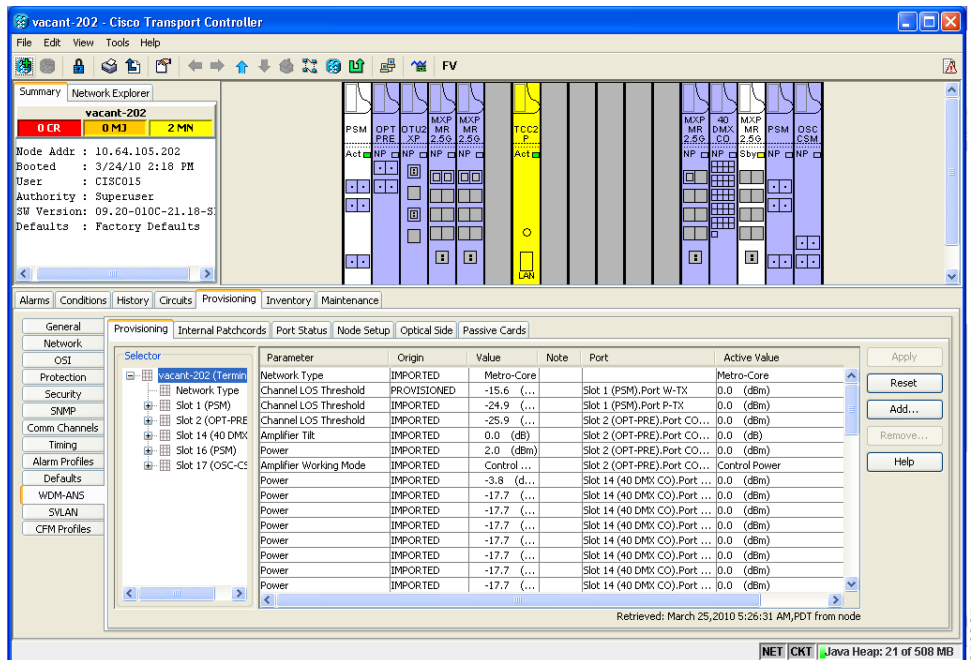 vacant-202 - Cisco Transport Controller
File Edit View Tools Help
FV
Summary Network Explorer
vacant-202
0 CR 0 MJ 2 MN
Node Addr : 10.64.105.202
Booted : 3/24/10 2:18 PM
User : CISCO15
Authority : Superuser
SW Version: 09.20-010C-21.18-S
Defaults : Factory Defaults
PSM OPT PRE OTU2 XP MXP MR 2.5G MXP MR 2.5G TCC2 P MXP MR 2.5G 40 DMX CO MXP MR 2.5G PSM OSC CSM
Act NP NP NP NP Act NP NP Sby NP NP
LAN
Alarms Conditions History Circuits Provisioning Inventory Maintenance
General
Network
OSI
Protection
Security
SNMP
Comm Channels
Timing
Alarm Profiles
Defaults
WDM-ANS
SVLAN
CFM Profiles
Provisioning Internal Patchcords Port Status Node Setup Optical Side Passive Cards
Selector
vacant-202 (Termin
Network Type
Slot 1 (PSM)
Slot 2 (OPT-PRE
Slot 14 (40 DMX
Slot 16 (PSM)
Slot 17 (OSC-CS
Parameter Origin Value Note Port Active Value
Network Type IMPORTED Metro-Core Metro-Core
Channel LOS Threshold PROVISIONED -15.6 (... Slot 1 (PSM).Port W-TX 0.0 (dBm)
Channel LOS Threshold IMPORTED -24.9 (... Slot 1 (PSM).Port P-TX 0.0 (dBm)
Channel LOS Threshold IMPORTED -25.9 (... Slot 2 (OPT-PRE).Port CO... 0.0 (dBm)
Amplifier Tilt IMPORTED 0.0 (dB) Slot 2 (OPT-PRE).Port CO... 0.0 (dB)
Power IMPORTED 2.0 (dBm) Slot 2 (OPT-PRE).Port CO... 0.0 (dBm)
Amplifier Working Mode IMPORTED Control ... Slot 2 (OPT-PRE).Port CO... Control Power
Power IMPORTED -3.8 (d... Slot 14 (40 DMX CO).Port ... 0.0 (dBm)
Power IMPORTED -17.7 (... Slot 14 (40 DMX CO).Port ... 0.0 (dBm)
Power IMPORTED -17.7 (... Slot 14 (40 DMX CO).Port ... 0.0 (dBm)
Power IMPORTED -17.7 (... Slot 14 (40 DMX CO).Port ... 0.0 (dBm)
Power IMPORTED -17.7 (... Slot 14 (40 DMX CO).Port ... 0.0 (dBm)
Power IMPORTED -17.7 (... Slot 14 (40 DMX CO).Port ... 0.0 (dBm)
Power IMPORTED -17.7 (... Slot 14 (40 DMX CO).Port ... 0.0 (dBm)
Power IMPORTED -17.7 (... Slot 14 (40 DMX CO).Port ... 0.0 (dBm)
Apply
Reset
Add...
Remove...
Help
Retrieved: March 25,2010 5:26:31 AM,PDT from node
NET CKT Java Heap: 21 of 508 MB